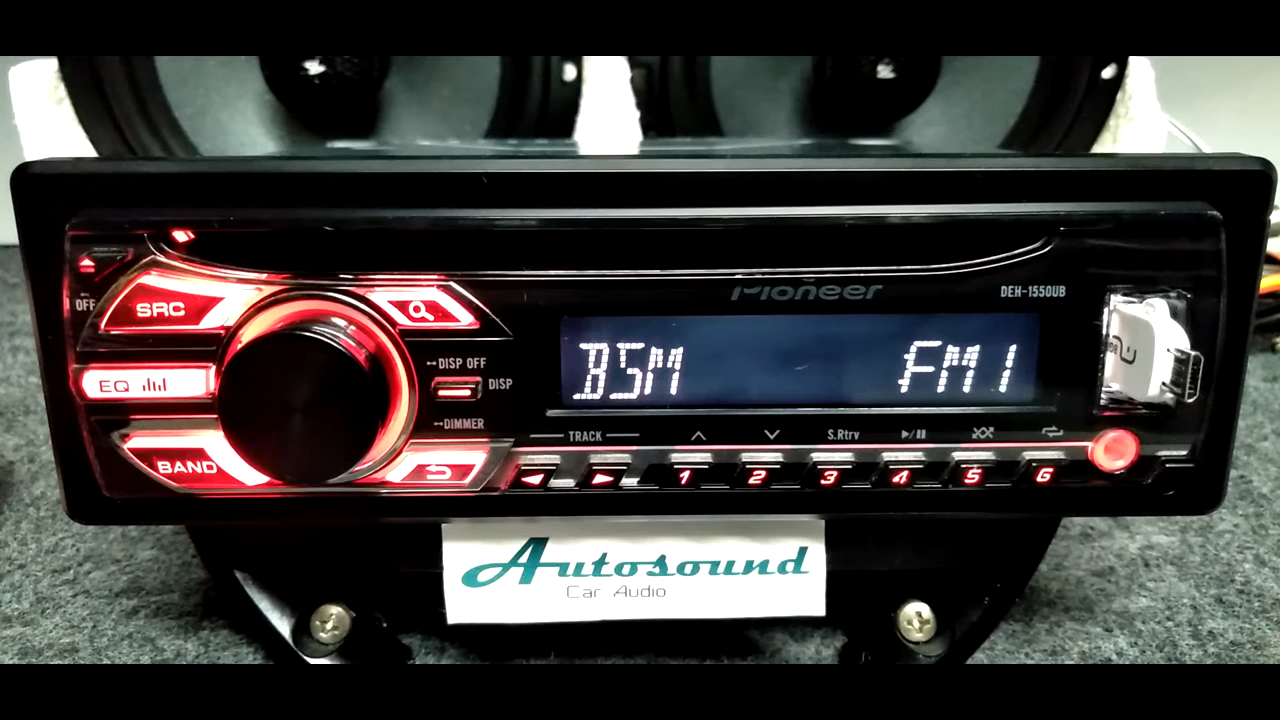 Pioneer
DEH-1550UB
OFF
SRC
DISP OFF
BSM FM1
EQ
DISP
DIMMER
TRACK S.Rtrv
BAND
1 2 3 4 5 6
Autosound
Car Audio